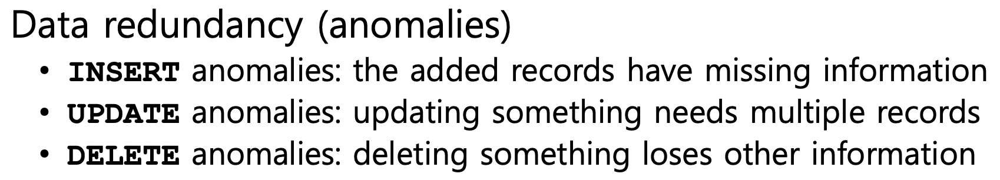 Data redundancy (anomalies)
• INSERT anomalies: the added records have missing information
• UPDATE anomalies: updating something needs multiple records
• DELETE anomalies: deleting something loses other information